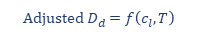 Adjusted D_d = f(c_l, T)